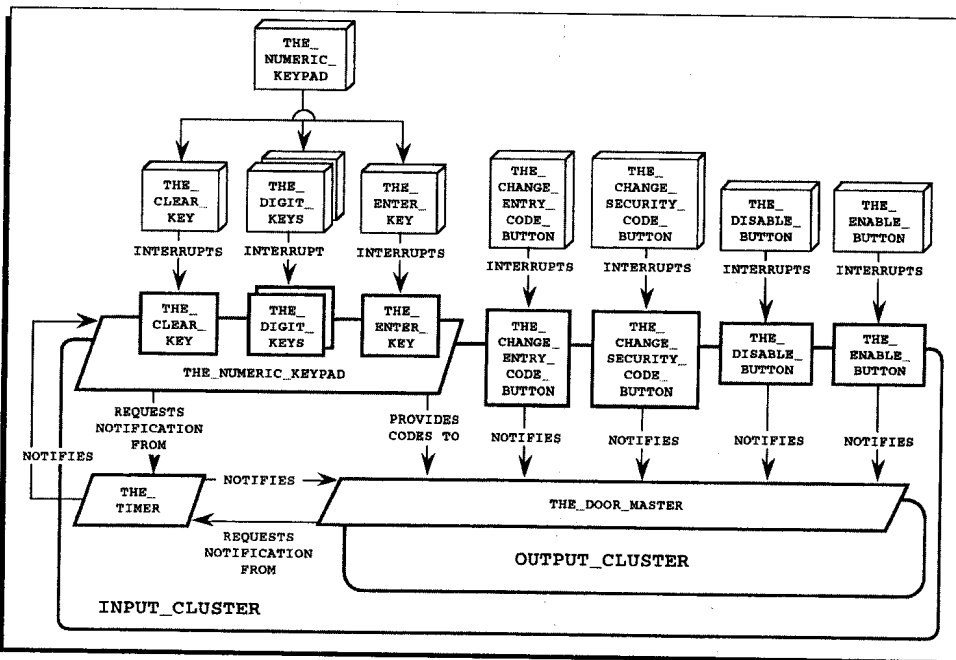 THE_
NUMERIC_
KEYPAD
THE_
CLEAR_
KEY
THE_
DIGIT_
KEYS
THE_
ENTER_
KEY
THE_
CHANGE_
ENTRY_
CODE_
BUTTON
THE_
CHANGE_
SECURITY_
CODE_
BUTTON
THE_
DISABLE_
BUTTON
THE_
ENABLE_
BUTTON
INTERRUPTS
INTERRUPT
INTERRUPTS
INTERRUPTS
INTERRUPTS
INTERRUPTS
INTERRUPTS
THE_
CLEAR_
KEY
THE_
DIGIT_
KEYS
THE_
ENTER_
KEY
THE_NUMERIC_KEYPAD
THE_
CHANGE_
ENTRY_
CODE_
BUTTON
THE_
CHANGE_
SECURITY_
CODE_
BUTTON
THE_
DISABLE_
BUTTON
THE_
ENABLE_
BUTTON
REQUESTS
NOTIFICATION
FROM
PROVIDES
CODES TO
NOTIFIES
NOTIFIES
NOTIFIES
NOTIFIES
NOTIFIES
NOTIFIES
THE_
TIMER
THE_DOOR_MASTER
REQUESTS
NOTIFICATION
FROM
OUTPUT_CLUSTER
INPUT_CLUSTER